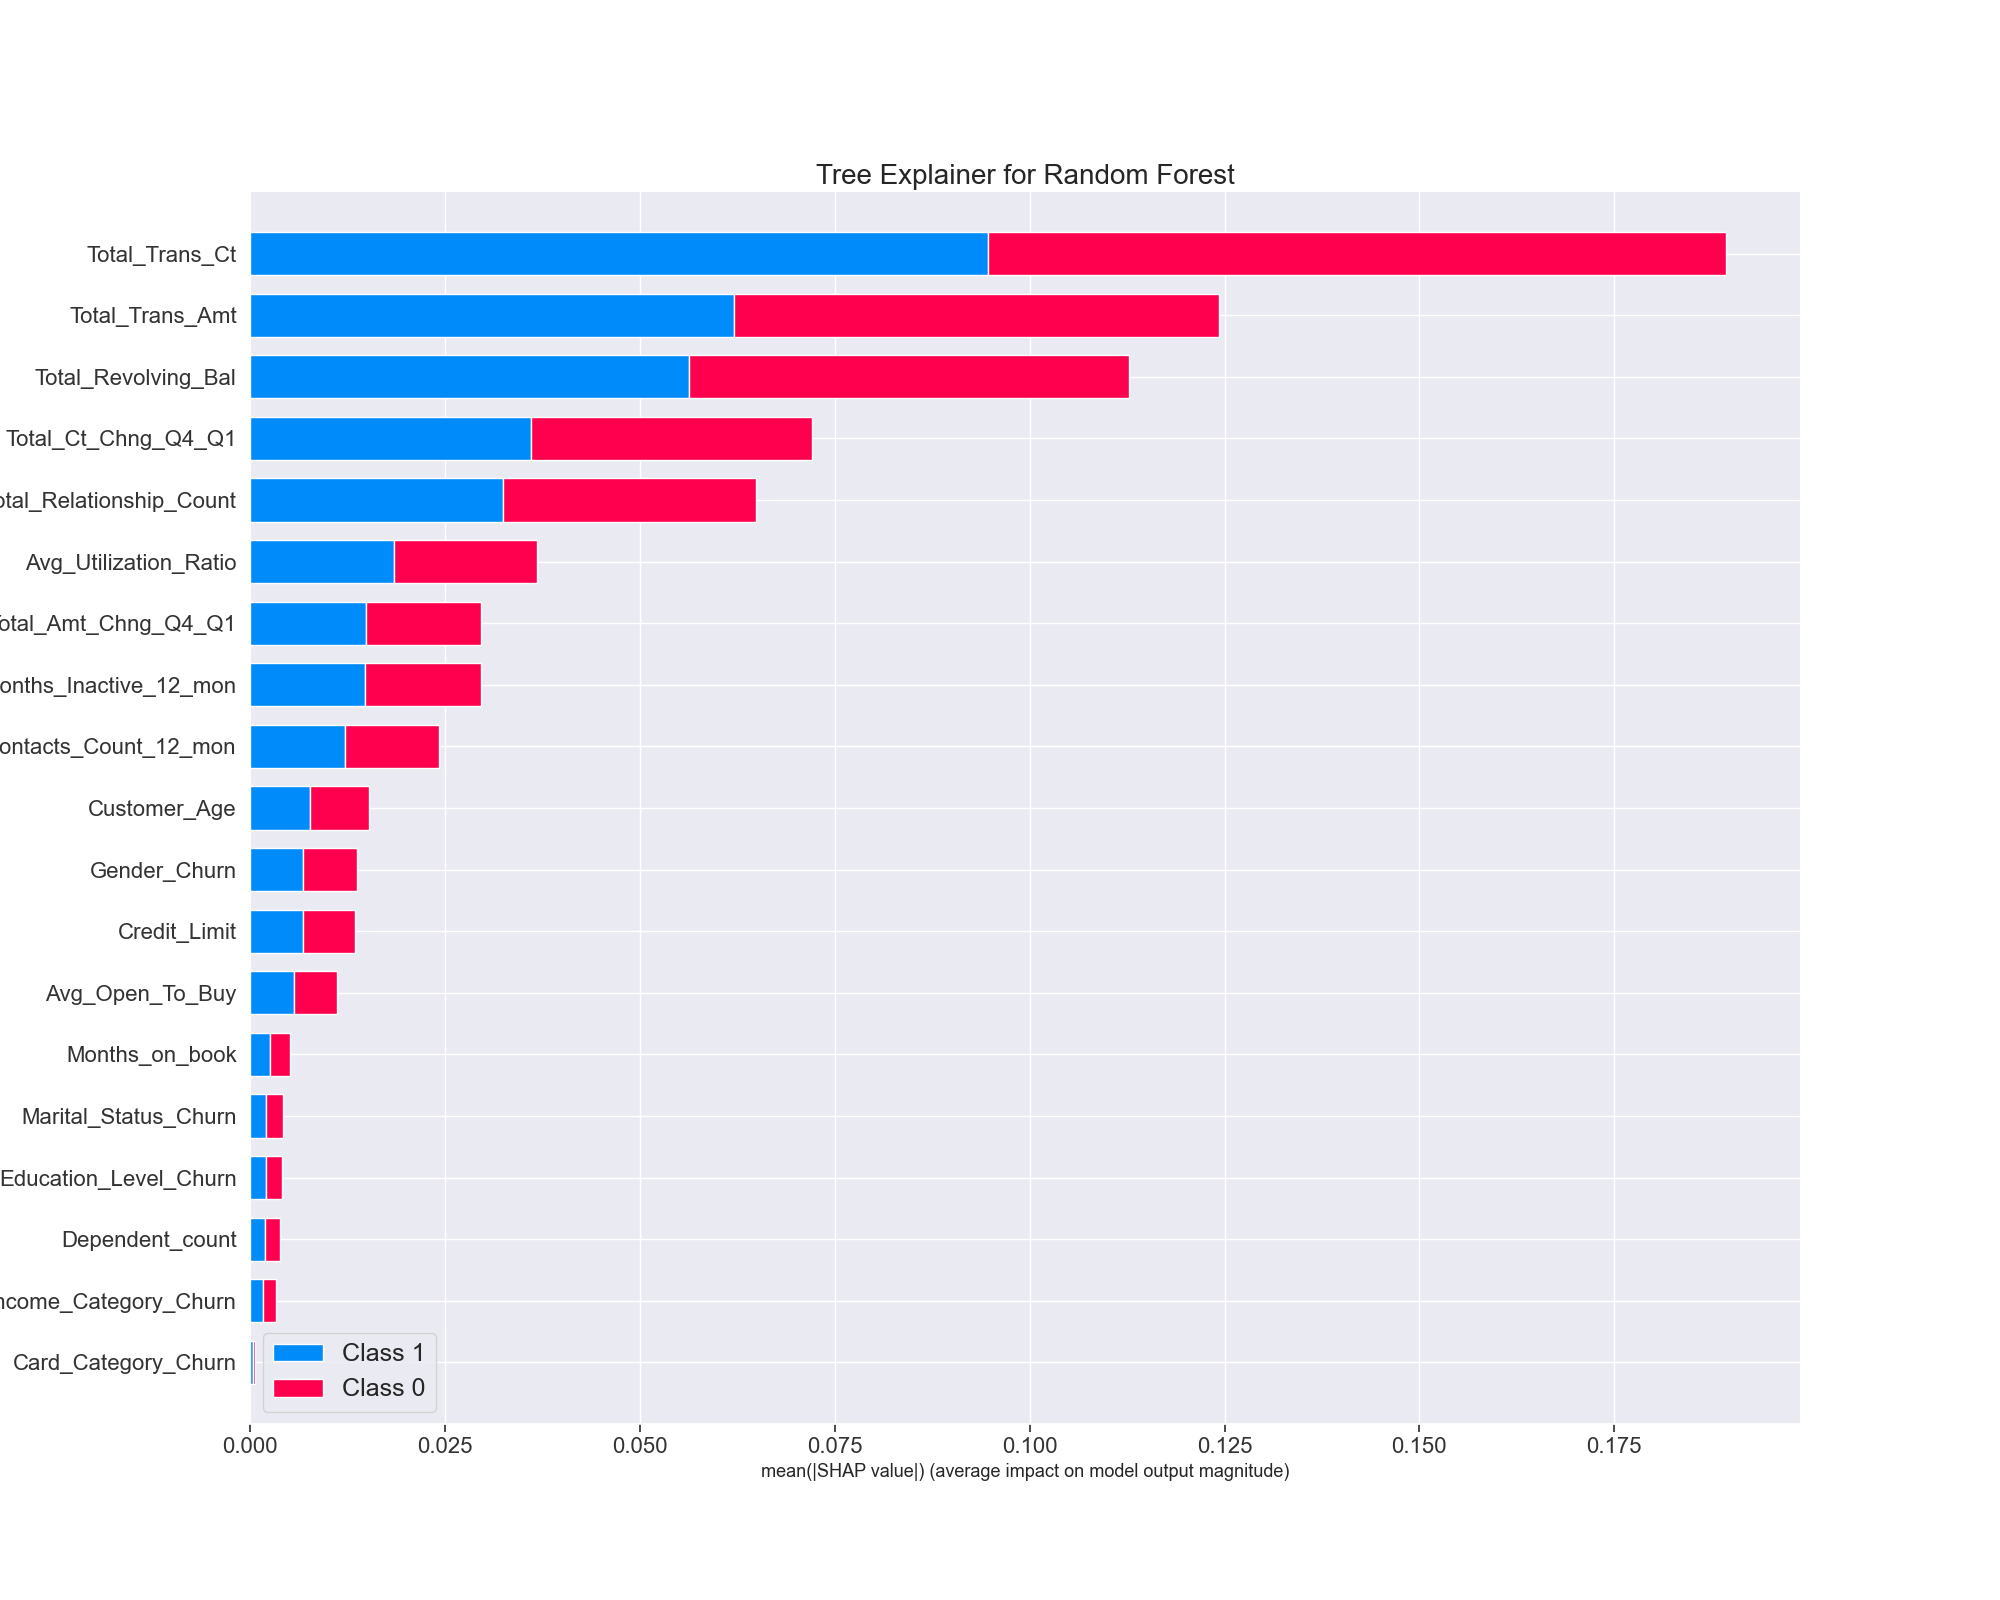 Tree Explainer for Random Forest
Total_Trans_Ct
Total_Trans_Amt
Total_Revolving_Bal
Total_Ct_Chng_Q4_Q1
otal_Relationship_Count
Avg_Utilization_Ratio
otal_Amt_Chng_Q4_Q1
onths_Inactive_12_mon
ontacts_Count_12_mon
Customer_Age
Gender_Churn
Credit_Limit
Avg_Open_To_Buy
Months_on_book
Marital_Status_Churn
Education_Level_Churn
Dependent_count
ncome_Category_Churn
Card_Category_Churn
Class 1
Class 0
0.000 0.025 0.050 0.075 0.100 0.125 0.150 0.175
mean(|SHAP value|) (average impact on model output magnitude)